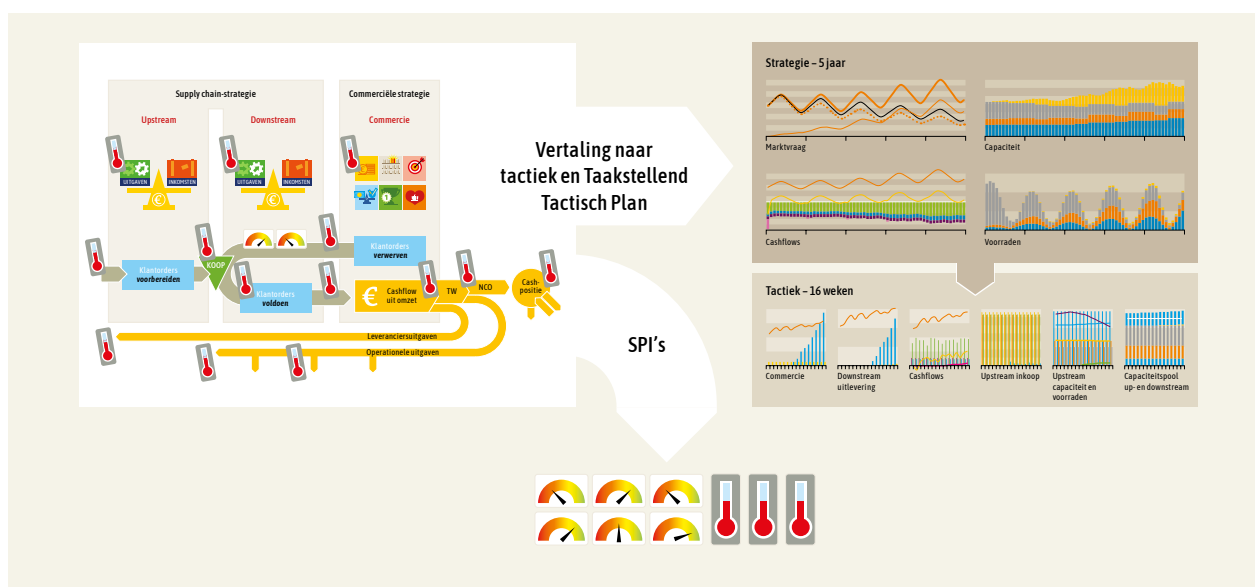 Supply chain-strategie
Commerciële strategie
Upstream
Downstream
Commercie
UITGAVEN
INKOMSTEN
€
UITGAVEN
INKOMSTEN
€
1
Klantorders
voorbereiden
KOOP
Klantorders
verwerven
Klantorders
voldoen
€
Cashflow
uit omzet
TW
NCO
Cash-
positie
Leveranciersuitgaven
Operationele uitgaven
Vertaling naar
tactiek en Taakstellend
Tactisch Plan
SPI's
Strategie – 5 jaar
Marktvraag
Capaciteit
Cashflows
Voorraden
Tactiek – 16 weken
Commercie
Downstream
uitlevering
Cashflows
Upstream inkoop
Upstream
capaciteit en
voorraden
Capaciteitspool
up- en downstream